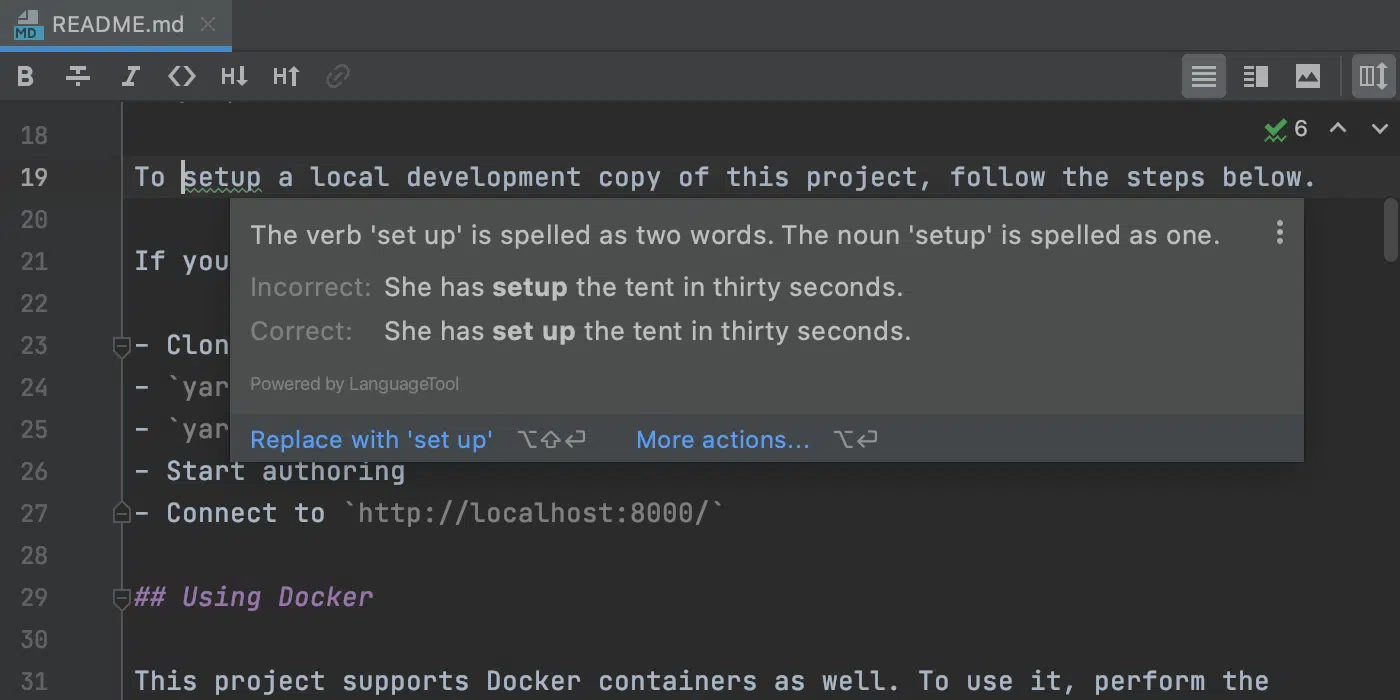 MD README.md
B I <> H↓ H↑
6
18
19 To setup a local development copy of this project, follow the steps below.
20
The verb 'set up' is spelled as two words. The noun 'setup' is spelled as one.
21 If you
Incorrect: She has setup the tent in thirty seconds.
22
Correct: She has set up the tent in thirty seconds.
23 - Clon
24 - `yar
Powered by LanguageTool
25 - `yar
Replace with 'set up' ⌥⇧⏎ More actions... ⌥⏎
26 - Start authoring
27 - Connect to `http://localhost:8000/`
28
29 ## Using Docker
30
31 This project supports Docker containers as well. To use it, perform the